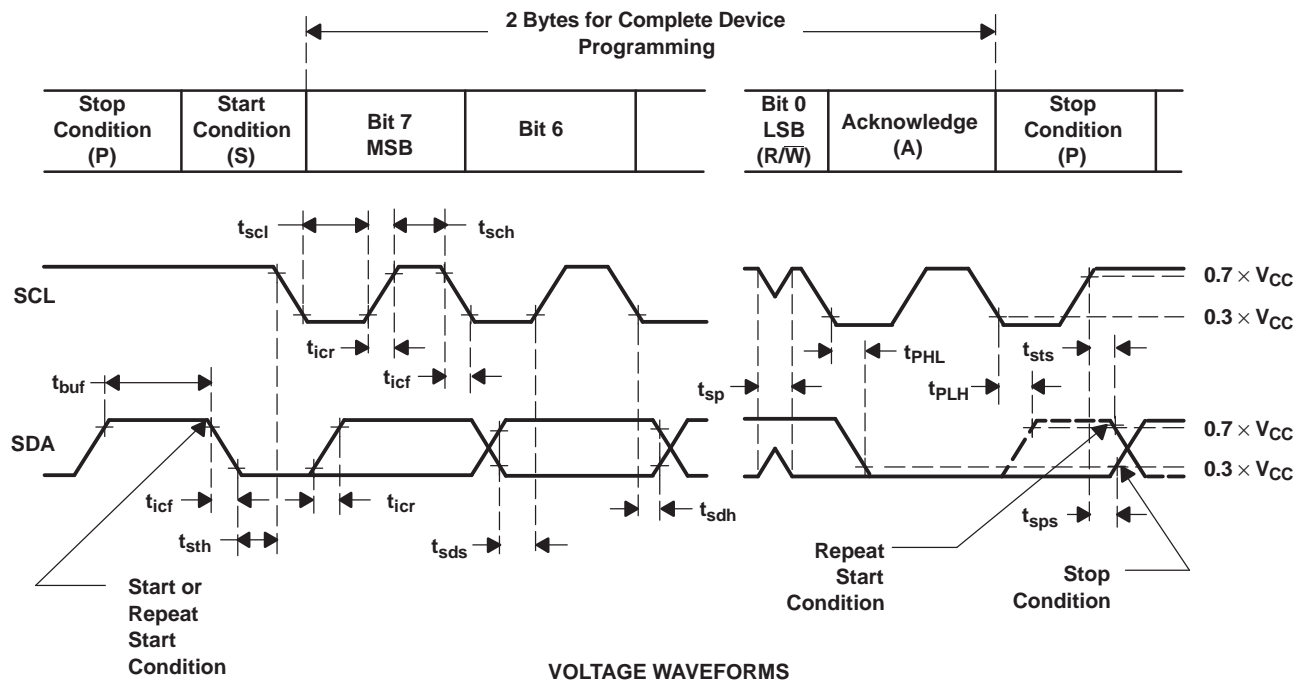 2 Bytes for Complete Device
Programming
Stop
Condition
(P)
Start
Condition
(S)
Bit 7
MSB
Bit 6
Bit 0
LSB
(R/W̅)
Acknowledge
(A)
Stop
Condition
(P)
tscl
tsch
SCL
0.7 × VCC
0.3 × VCC
ticr
ticf
tPHL
tsts
tbuf
tsp
tPLH
SDA
0.7 × VCC
0.3 × VCC
ticf
ticr
tsth
tsds
tsdh
tsps
Start or
Repeat
Start
Condition
Repeat
Start
Condition
Stop
Condition
VOLTAGE WAVEFORMS